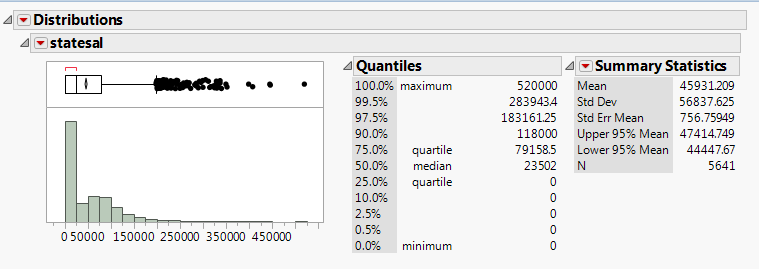 Distributions
statesal
0 50000 150000 250000 350000 450000
Quantiles
100.0% maximum 520000
99.5% 283943.4
97.5% 183161.25
90.0% 118000
75.0% quartile 79158.5
50.0% median 23502
25.0% quartile 0
10.0% 0
2.5% 0
0.5% 0
0.0% minimum 0
Summary Statistics
Mean 45931.209
Std Dev 56837.625
Std Err Mean 756.75949
Upper 95% Mean 47414.749
Lower 95% Mean 44447.67
N 5641